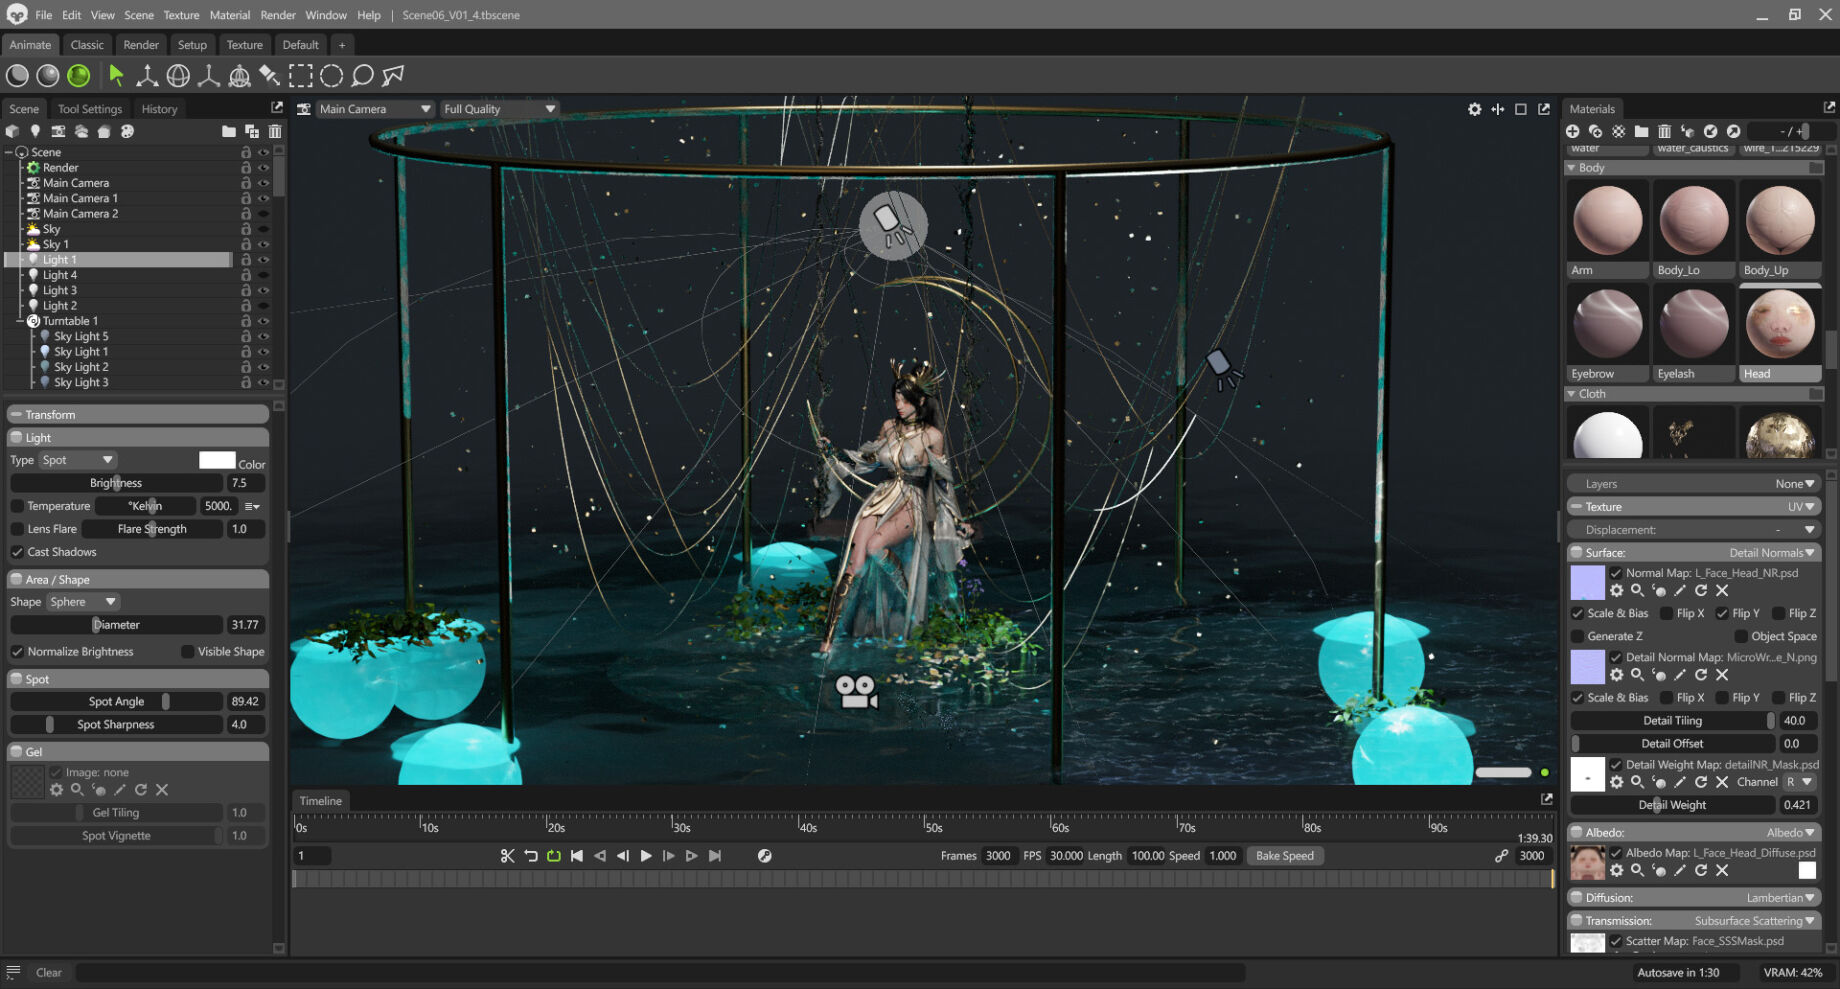 File Edit View Scene Texture Material Render Window Help | Scene06_V01_4.tbscene
Animate Classic Render Setup Texture Default +
Scene Tool Settings History
Scene
Render
Main Camera
Main Camera 1
Main Camera 2
Sky
Sky 1
Light 1
Light 4
Light 3
Light 2
Turntable 1
Sky Light 5
Sky Light 1
Sky Light 2
Sky Light 3
Transform
Light
Type Spot Color
Brightness 7.5
Temperature °Kelvin 5000.
Lens Flare Flare Strength 1.0
Cast Shadows
Area / Shape
Shape Sphere
Diameter 31.77
Normalize Brightness Visible Shape
Spot
Spot Angle 89.42
Spot Sharpness 4.0
Gel
Image: none
Gel Tiling 1.0
Spot Vignette 1.0
Main Camera Full Quality
Timeline
0s 10s 20s 30s 40s 50s 60s 70s 80s 90s
1:39.30
1 Frames 3000 FPS 30.000 Length 100.00 Speed 1.000 Bake Speed 3000
Materials
- / +
water water_caustics wire_1...215229
Body
Arm Body_Lo Body_Up
Eyebrow Eyelash Head
Cloth
Layers None
Texture UV
Displacement: -
Surface: Detail Normals
Normal Map: L_Face_Head_NR.psd
Scale & Bias Flip X Flip Y Flip Z
Generate Z Object Space
Detail Normal Map: MicroWr...e_N.png
Scale & Bias Flip X Flip Y Flip Z
Detail Tiling 40.0
Detail Offset 0.0
Detail Weight Map: detailNR_Mask.psd
Channel R
Detail Weight 0.421
Albedo: Albedo
Albedo Map: L_Face_Head_Diffuse.psd
Diffusion: Lambertian
Transmission: Subsurface Scattering
Scatter Map: Face_SSSMask.psd
Clear Autosave in 1:30 VRAM: 42%